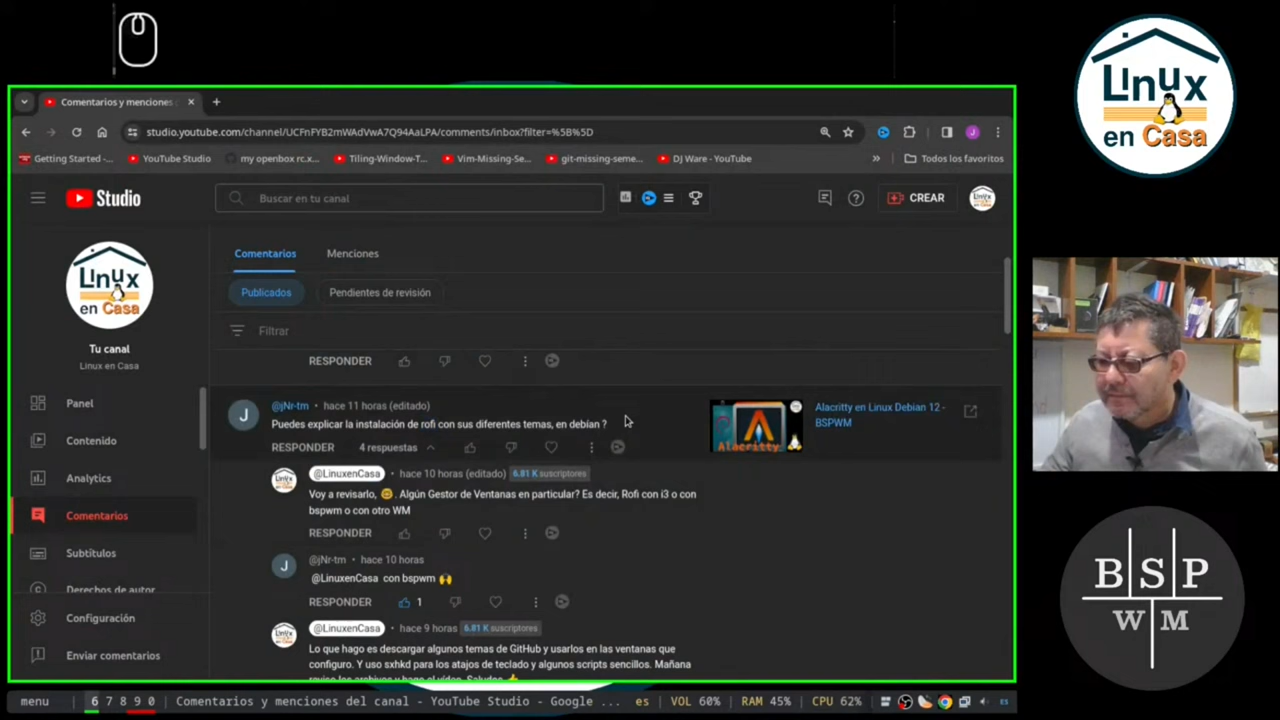 Comentarios y menciones
studio.youtube.com/channel/UCFnFYB2mWAdVwA7Q94AaLPA/comments/inbox?filter=%5B%5D
J
Getting Started -...
YouTube Studio
my openbox rc.x...
Tiling-Window-T...
Vim-Missing-Se...
git-missing-seme...
DJ Ware - YouTube
»
Todos los favoritos
Studio
Buscar en tu canal
CREAR
LInUx
en Casa
Tu canal
Linux en Casa
Panel
Contenido
Analytics
Comentarios
Subtítulos
Derechos de autor
Configuración
Enviar comentarios
Comentarios
Menciones
Publicados
Pendientes de revisión
Filtrar
RESPONDER
J
@jNr-tm • hace 11 horas (editado)
Puedes explicar la instalación de rofi con sus diferentes temas, en debian ?
RESPONDER 4 respuestas
Alacritty
Alacritty en Linux Debian 12 -
BSPWM
@LinuxenCasa • hace 10 horas (editado) 6.81 K suscriptores
Voy a revisarlo, 🤓. Algún Gestor de Ventanas en particular? Es decir, Rofi con i3 o con
bspwm o con otro WM
RESPONDER
J
@jNr-tm • hace 10 horas
@LinuxenCasa con bspwm 🙌
RESPONDER 1
@LinuxenCasa • hace 9 horas 6.81 K suscriptores
Lo que hago es descargar algunos temas de GitHub y usarlos en las ventanas que
configuro. Y uso sxhkd para los atajos de teclado y algunos scripts sencillos. Mañana
reviso los archivos y hago el vídeo. Saludos 👍
menu 6 7 8 9 0 Comentarios y menciones del canal - YouTube Studio - Google ... es VOL 60% RAM 45% CPU 62% ES
LInUx
en Casa
BSP
WM